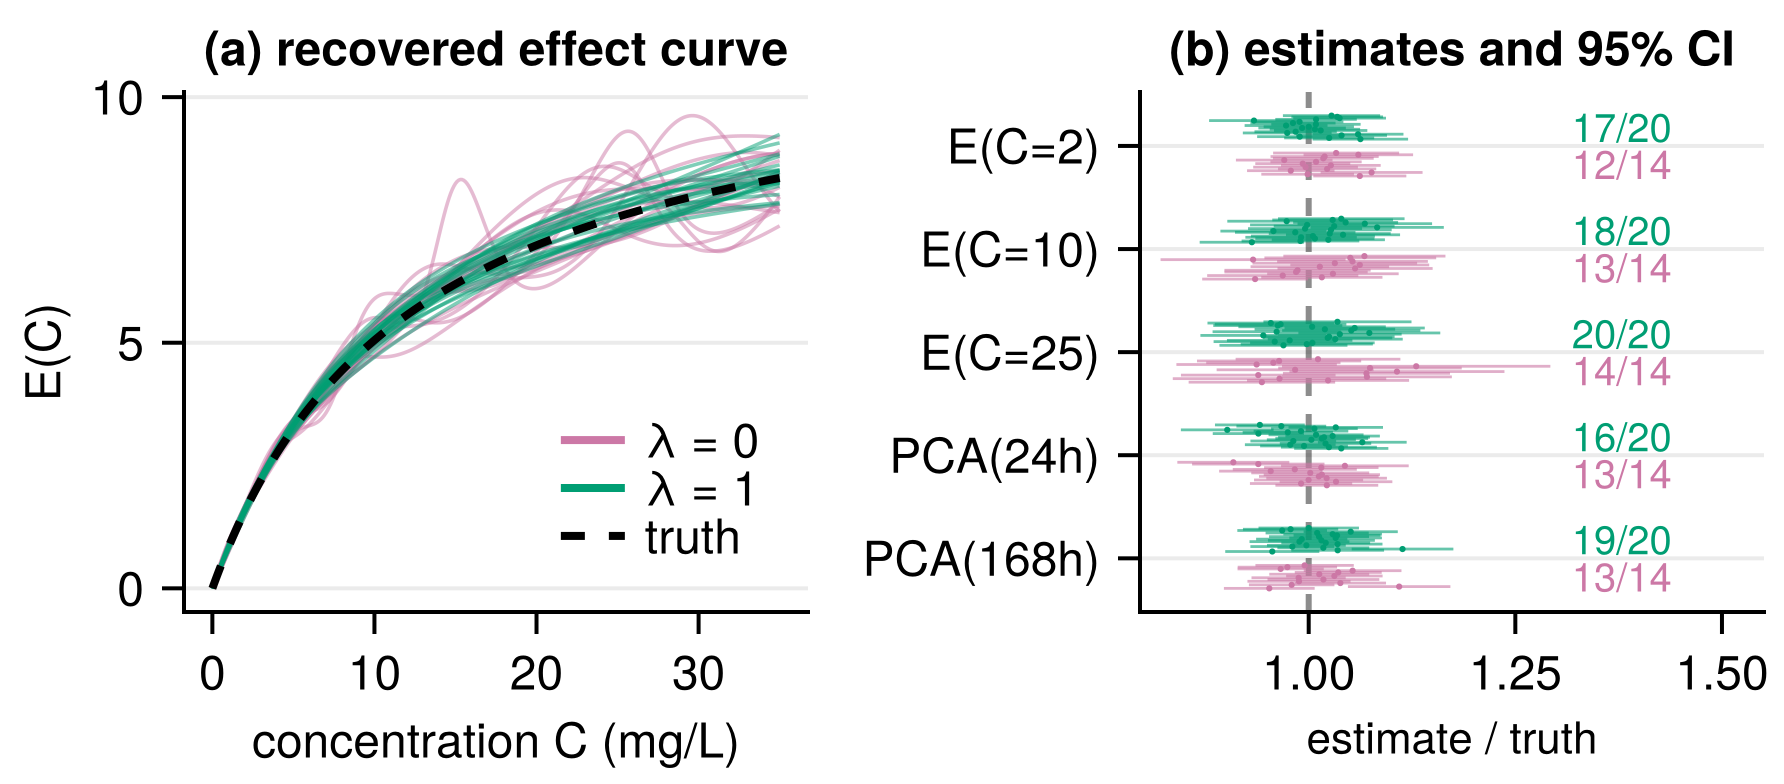 (a) recovered effect curve
10
5
0
E(C)
λ = 0
λ = 1
truth
0 10 20 30
concentration C (mg/L)
(b) estimates and 95% CI
E(C=2)
17/20
12/14
E(C=10)
18/20
13/14
E(C=25)
20/20
14/14
PCA(24h)
16/20
13/14
PCA(168h)
19/20
13/14
1.00 1.25 1.50
estimate / truth